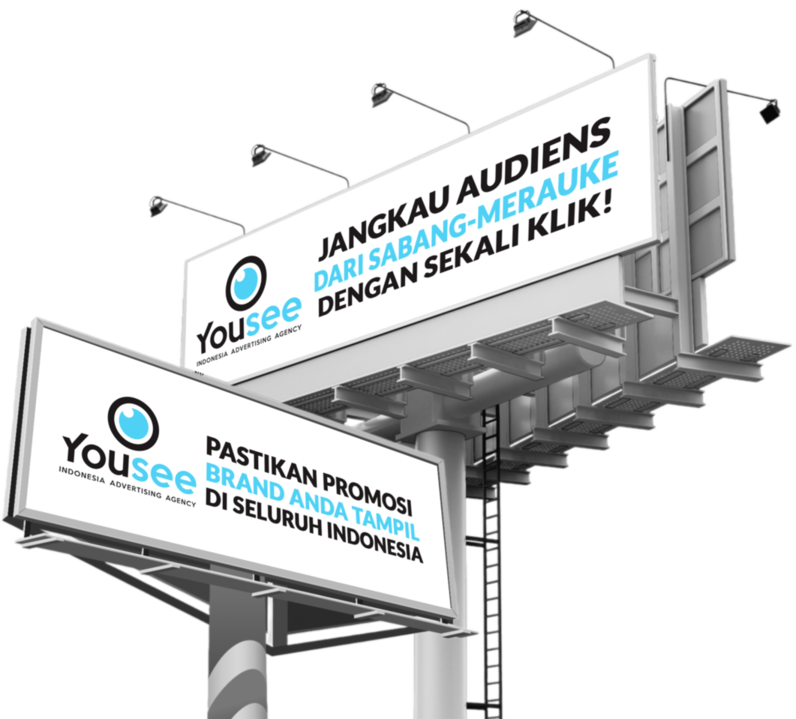 JANGKAU AUDIENS
DARI SABANG-MERAUKE
DENGAN SEKALI KLIK!
Yousee
INDONESIA ADVERTISING AGENCY
Yousee
INDONESIA ADVERTISING AGENCY
PASTIKAN PROMOSI
BRAND ANDA TAMPIL
DI SELURUH INDONESIA